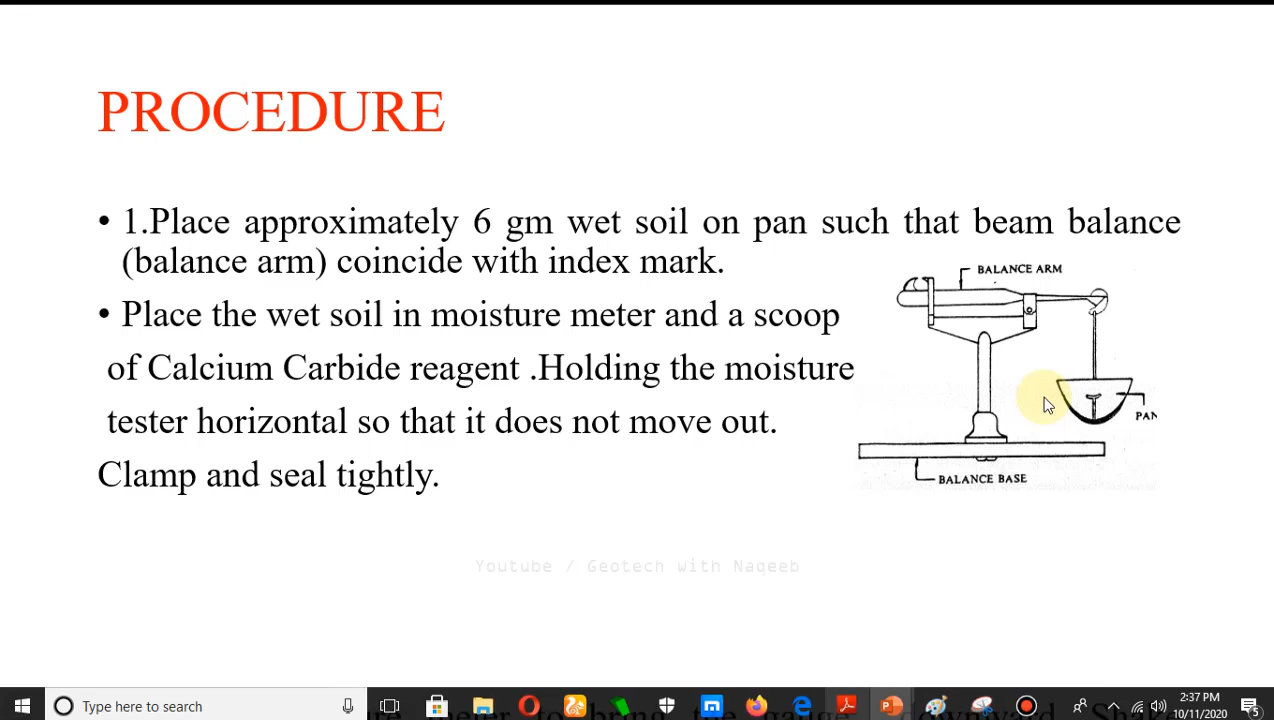 PROCEDURE
• 1.Place approximately 6 gm wet soil on pan such that beam balance
(balance arm) coincide with index mark.
BALANCE ARM
• Place the wet soil in moisture meter and a scoop
of Calcium Carbide reagent .Holding the moisture
tester horizontal so that it does not move out.
PAN
Clamp and seal tightly.
BALANCE BASE
Youtube / Geotech with Naqeeb
Type here to search
2:37 PM
10/11/2020
5